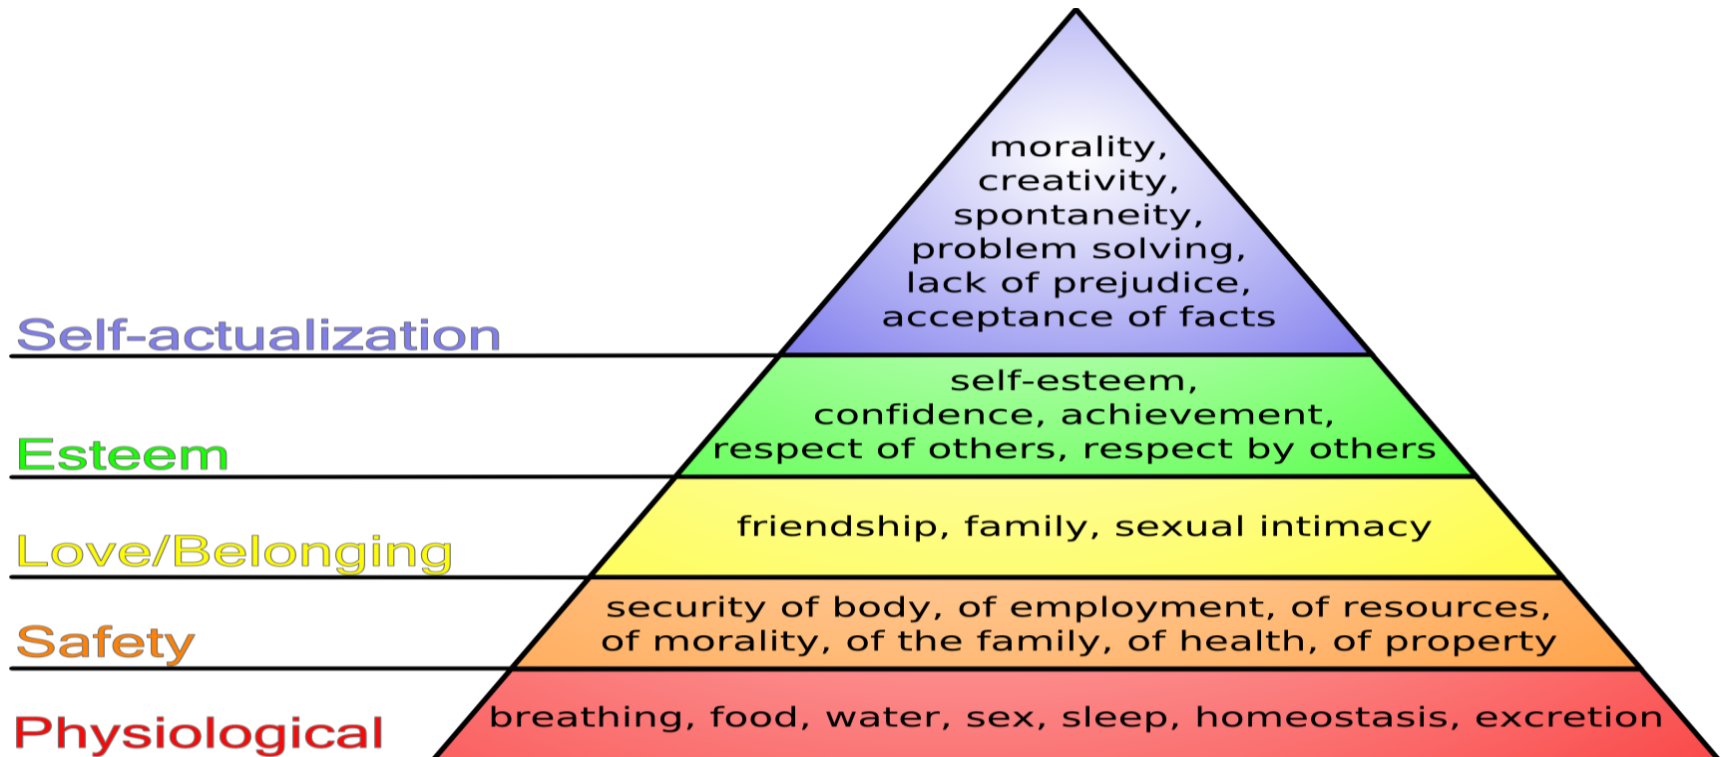 morality,
creativity,
spontaneity,
problem solving,
lack of prejudice,
acceptance of facts
Self-actualization
self-esteem,
confidence, achievement,
respect of others, respect by others
Esteem
friendship, family, sexual intimacy
Love/Belonging
security of body, of employment, of resources,
of morality, of the family, of health, of property
Safety
breathing, food, water, sex, sleep, homeostasis, excretion
Physiological